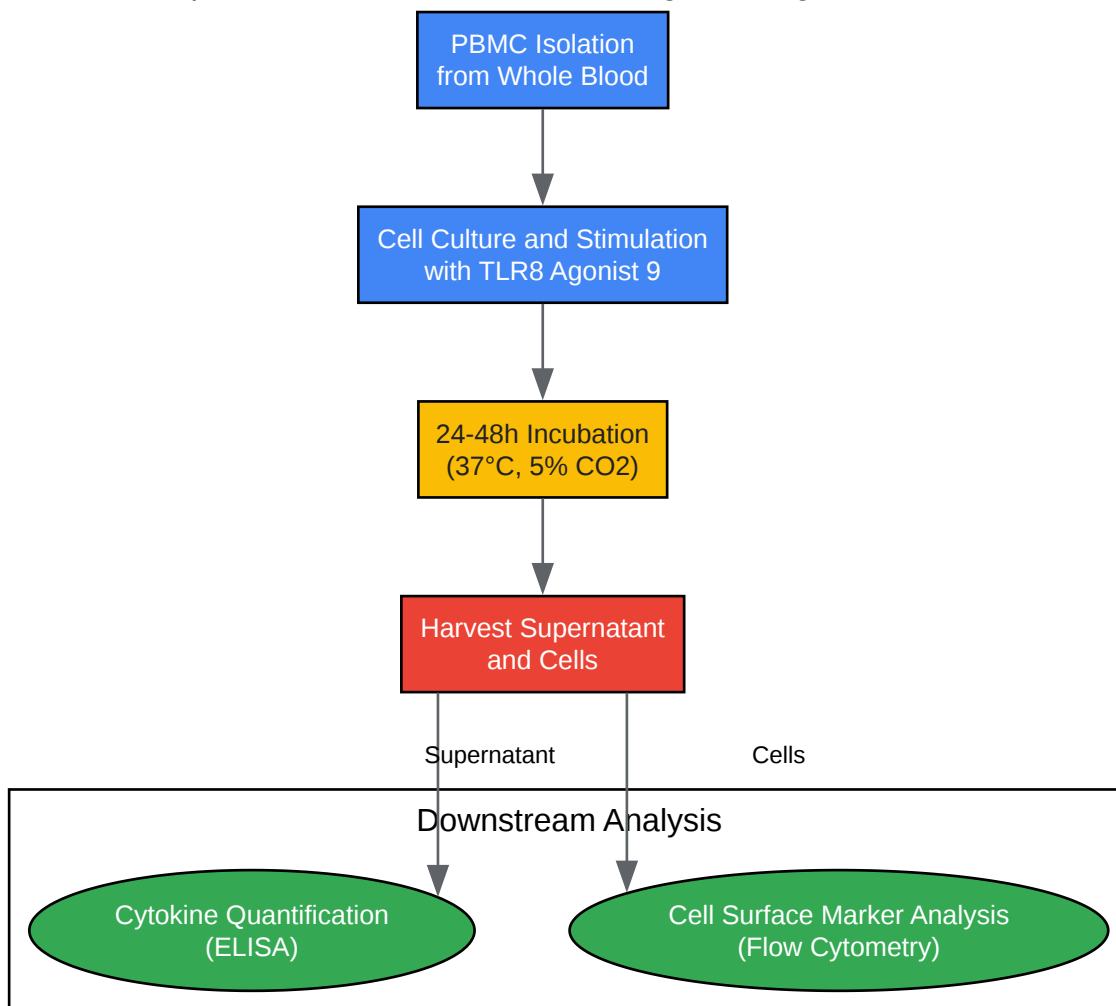 PBMC Isolation
from Whole Blood
Cell Culture and Stimulation
with TLR8 Agonist 9
24-48h Incubation
(37°C, 5% CO2)
Harvest Supernatant
and Cells
Supernatant
Cells
Downstream Analysis
Cytokine Quantification
(ELISA)
Cell Surface Marker Analysis
(Flow Cytometry)